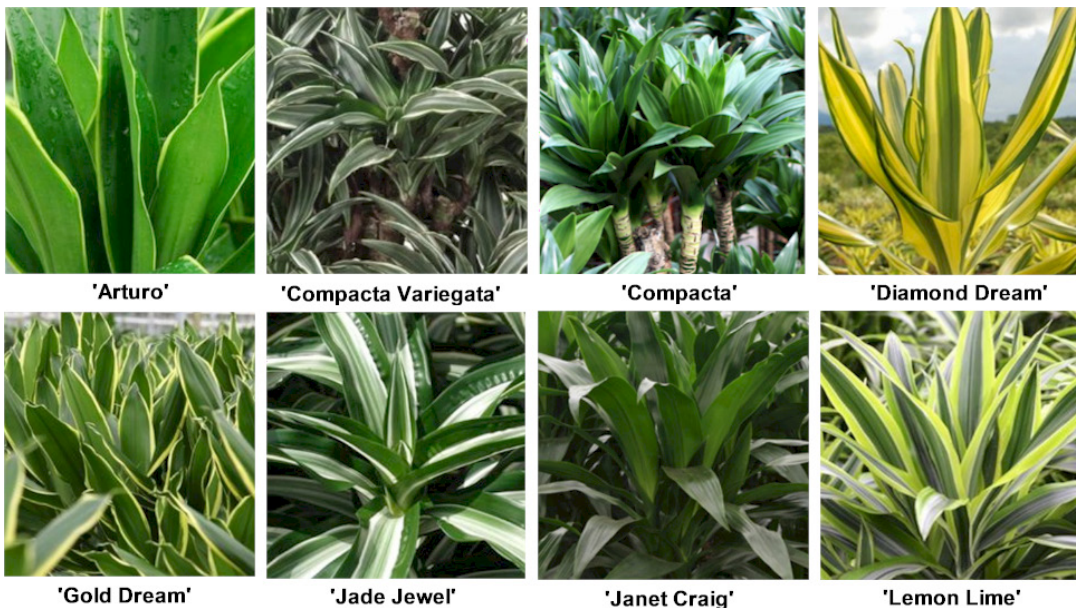 'Arturo'
'Compacta Variegata'
'Compacta'
'Diamond Dream'
'Gold Dream'
'Jade Jewel'
'Janet Craig'
'Lemon Lime'